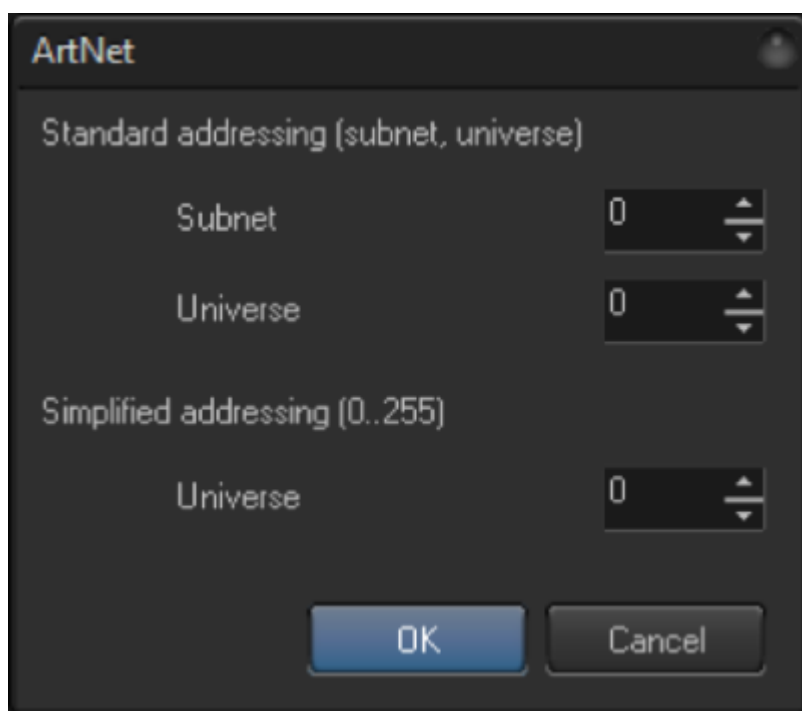 ArtNet
Standard addressing (subnet, universe)
Subnet 0
Universe 0
Simplified addressing (0..255)
Universe 0
OK Cancel